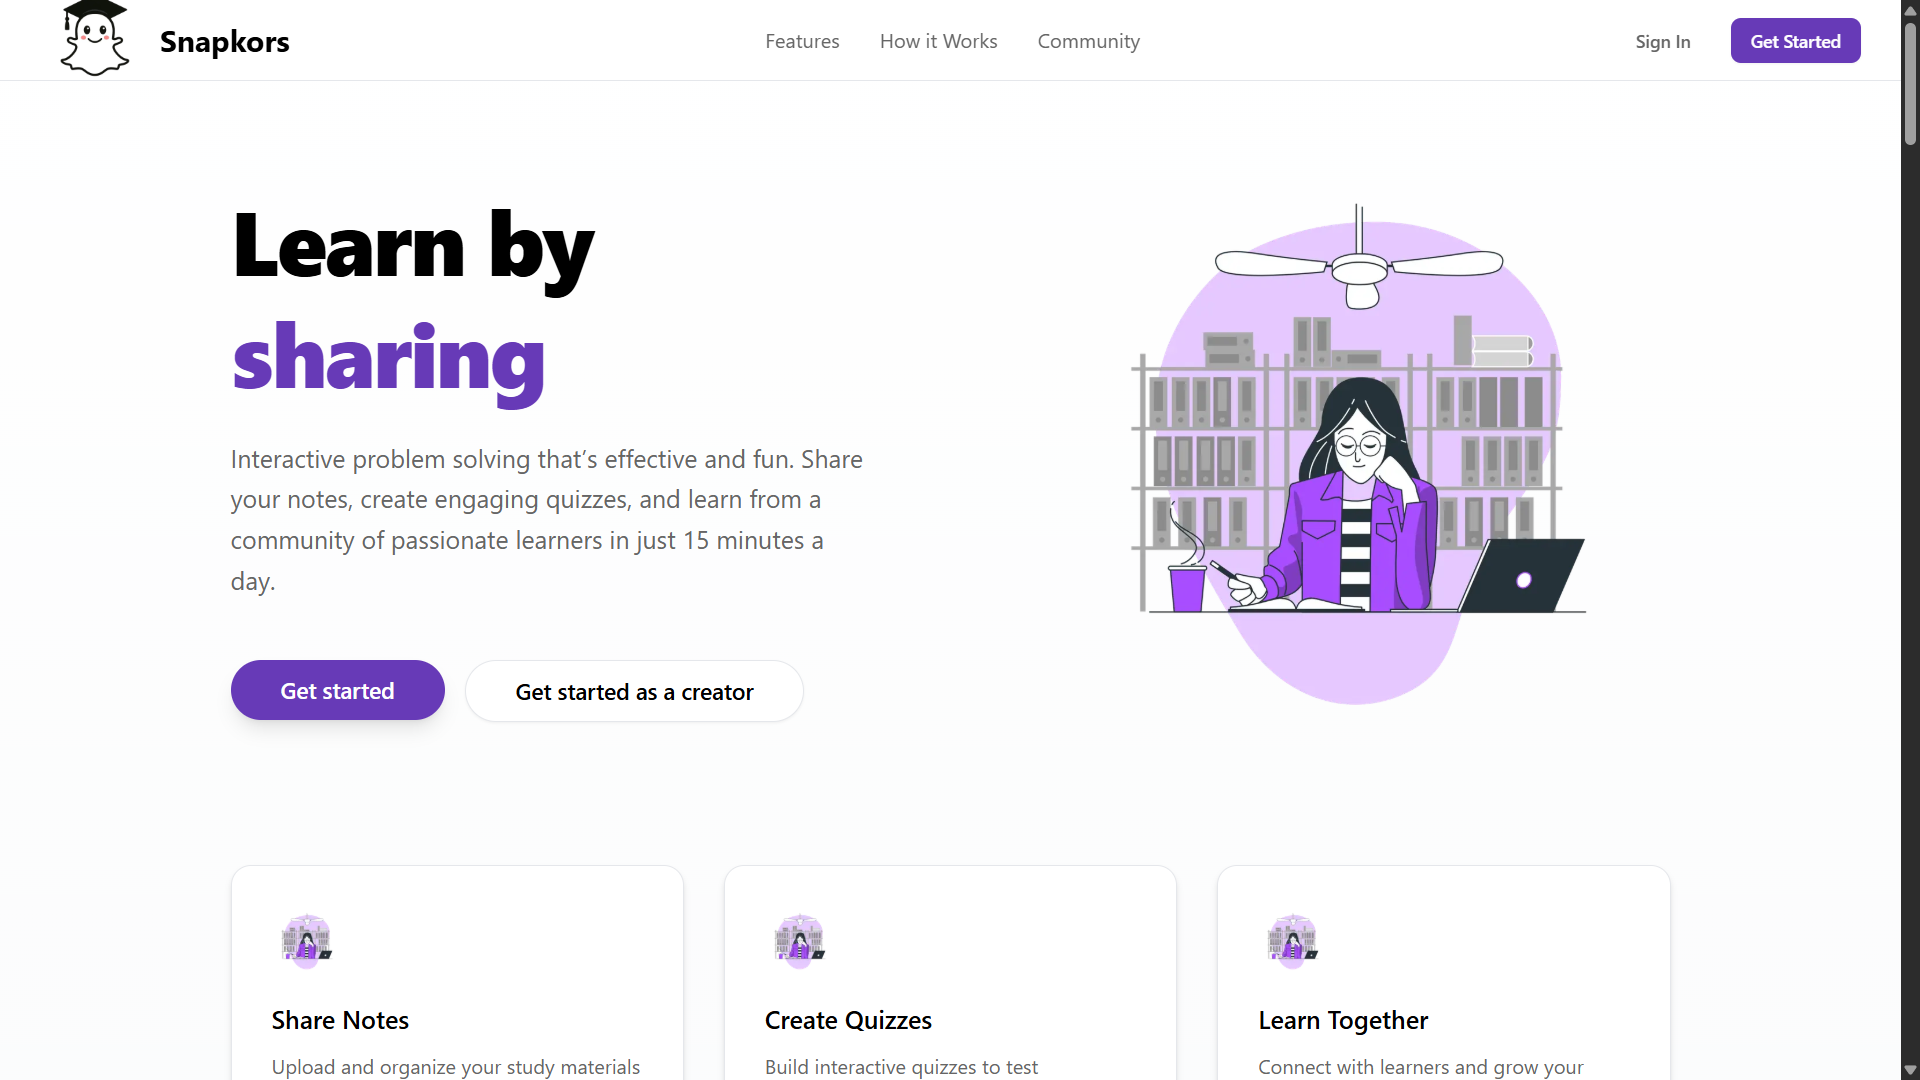 Snapkors
Features
How it Works
Community
Sign In
Get Started
Learn by
sharing
Interactive problem solving that’s effective and fun. Share
your notes, create engaging quizzes, and learn from a
community of passionate learners in just 15 minutes a
day.
Get started
Get started as a creator
Share Notes
Upload and organize your study materials
Create Quizzes
Build interactive quizzes to test
Learn Together
Connect with learners and grow your